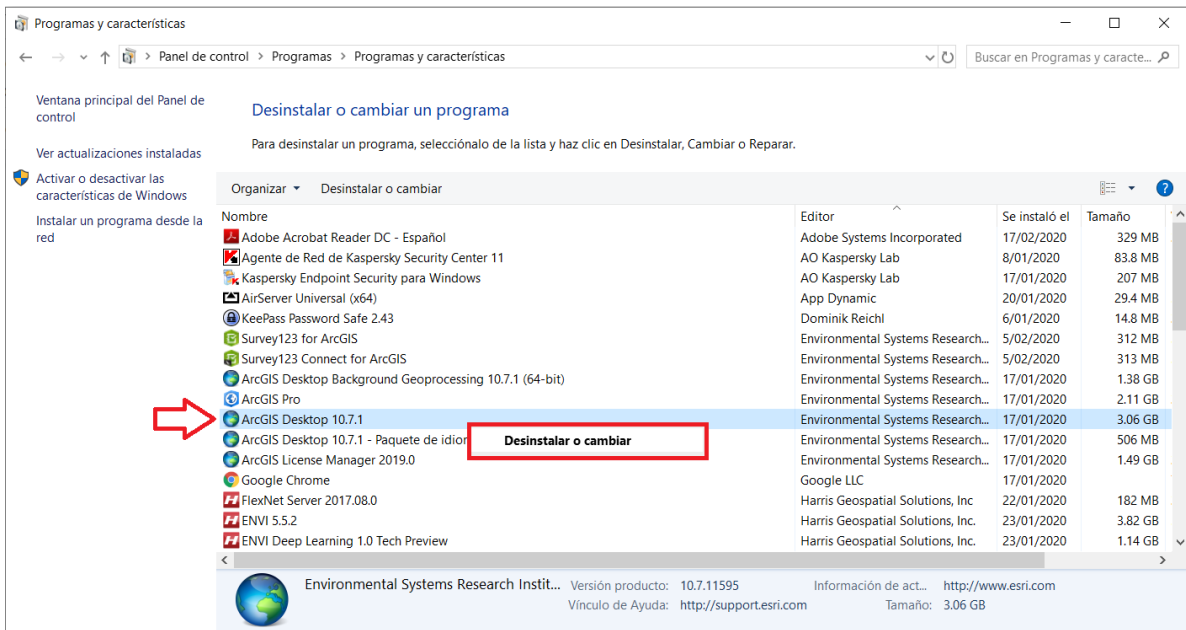 Programas y características
Panel de control > Programas > Programas y características
Buscar en Programas y caracte...
Ventana principal del Panel de control
Ver actualizaciones instaladas
Activar o desactivar las características de Windows
Instalar un programa desde la red
Desinstalar o cambiar un programa
Para desinstalar un programa, selecciónalo de la lista y haz clic en Desinstalar, Cambiar o Reparar.
Organizar Desinstalar o cambiar
Nombre Editor Se instaló el Tamaño
Adobe Acrobat Reader DC - Español Adobe Systems Incorporated 17/02/2020 329 MB
Agente de Red de Kaspersky Security Center 11 AO Kaspersky Lab 8/01/2020 83.8 MB
Kaspersky Endpoint Security para Windows AO Kaspersky Lab 17/01/2020 207 MB
AirServer Universal (x64) App Dynamic 20/01/2020 29.4 MB
KeePass Password Safe 2.43 Dominik Reichl 6/01/2020 14.8 MB
Survey123 for ArcGIS Environmental Systems Research... 5/02/2020 312 MB
Survey123 Connect for ArcGIS Environmental Systems Research... 5/02/2020 313 MB
ArcGIS Desktop Background Geoprocessing 10.7.1 (64-bit) Environmental Systems Research... 17/01/2020 1.38 GB
ArcGIS Pro Environmental Systems Research... 17/01/2020 2.11 GB
ArcGIS Desktop 10.7.1 Environmental Systems Research... 17/01/2020 3.06 GB
ArcGIS Desktop 10.7.1 - Paquete de idior Environmental Systems Research... 17/01/2020 506 MB
Desinstalar o cambiar
ArcGIS License Manager 2019.0 Environmental Systems Research... 17/01/2020 1.49 GB
Google Chrome Google LLC 17/01/2020
FlexNet Server 2017.08.0 Harris Geospatial Solutions, Inc 22/01/2020 182 MB
ENVI 5.5.2 Harris Geospatial Solutions, Inc. 23/01/2020 3.82 GB
ENVI Deep Learning 1.0 Tech Preview Harris Geospatial Solutions, Inc. 23/01/2020 1.14 GB
Environmental Systems Research Instit... Versión producto: 10.7.11595 Información de act... http://www.esri.com
Vínculo de Ayuda: http://support.esri.com Tamaño: 3.06 GB